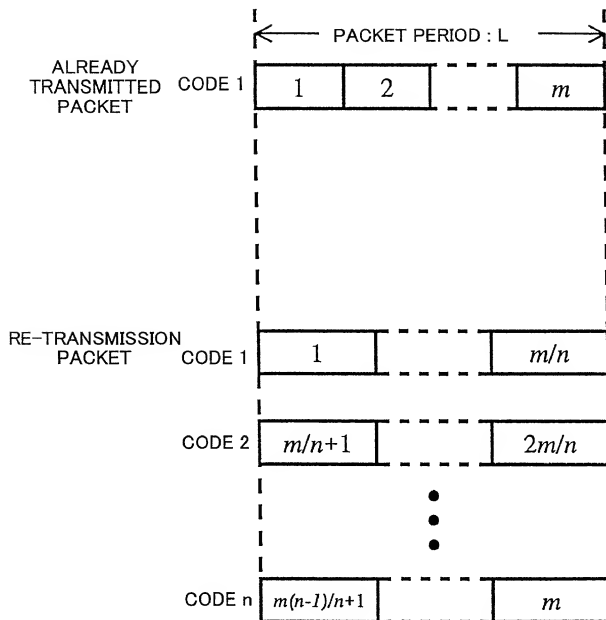 PACKET PERIOD : L
ALREADY
TRANSMITTED
PACKET
CODE 1
1 2 m
RE-TRANSMISSION
PACKET
CODE 1
1 m/n
CODE 2
m/n+1 2m/n
CODE n
m(n-1)/n+1 m